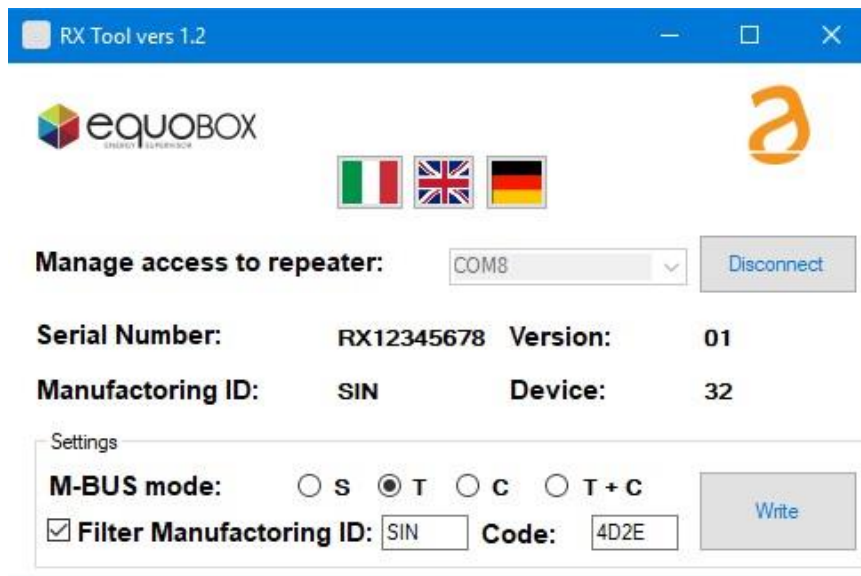 RX Tool vers 1.2
equoBOX
ENERGY SUPERVISOR
a
Manage access to repeater: COM8 Disconnect
Serial Number: RX12345678 Version: 01
Manufactoring ID: SIN Device: 32
Settings
M-BUS mode: S T C T + C
Write
Filter Manufactoring ID: SIN Code: 4D2E